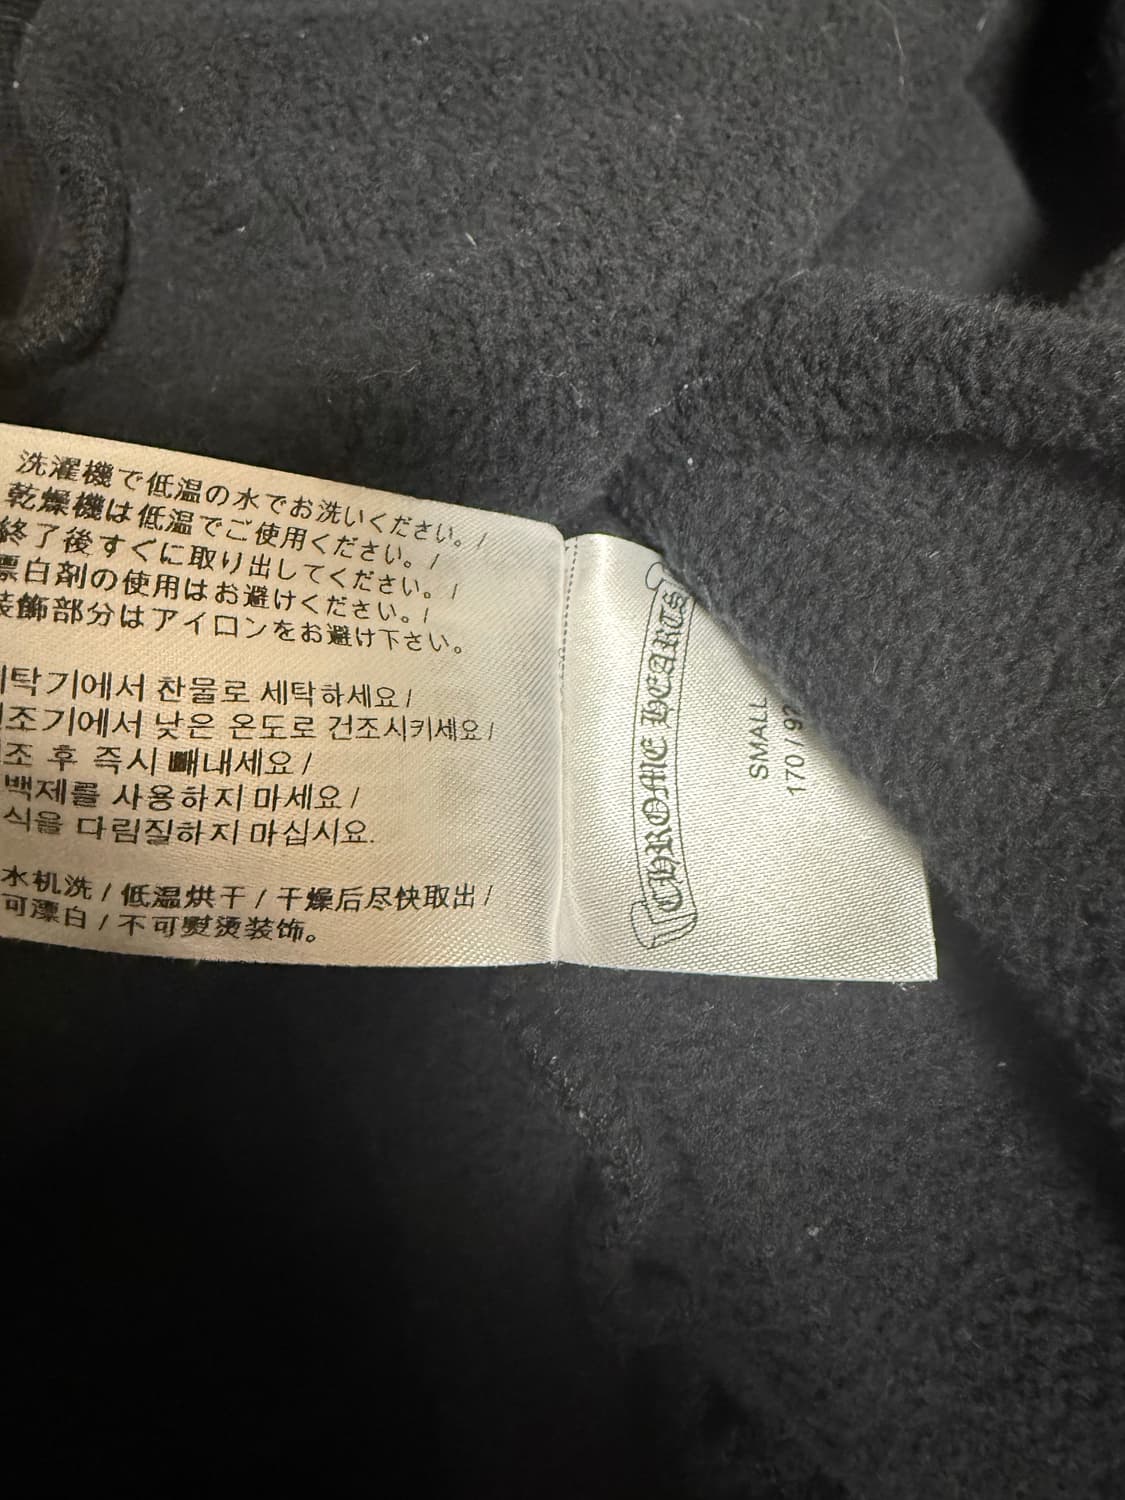 洗濯機で低温の水でお洗いください。/
乾燥機は低温でご使用ください。/
終了後すぐに取り出してください。/
漂白剤の使用はお避けください。/
装飾部分はアイロンをお避け下さい。
세탁기에서 찬물로 세탁하세요/
건조기에서 낮은 온도로 건조시키세요/
조 후 즉시 빼내세요/
백제를 사용하지 마세요/
식을 다림질하지 마십시요.
水机洗/低温烘干/干燥后尽快取出/
可漂白/不可熨烫装饰。
CHROME HEARTS
SMALL
170/92